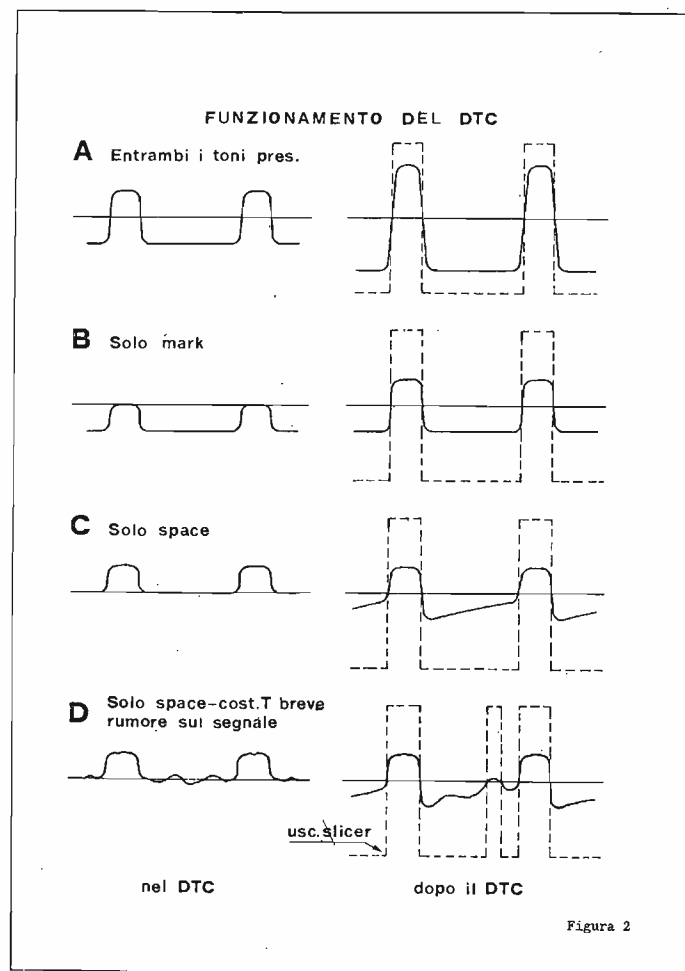 FUNZIONAMENTO DEL DTC
A Entrambi i toni pres.
B Solo mark
C Solo space
D Solo space-cost.T breve
rumore sul segnale
usc.slicer
nel DTC
dopo il DTC
Figura 2